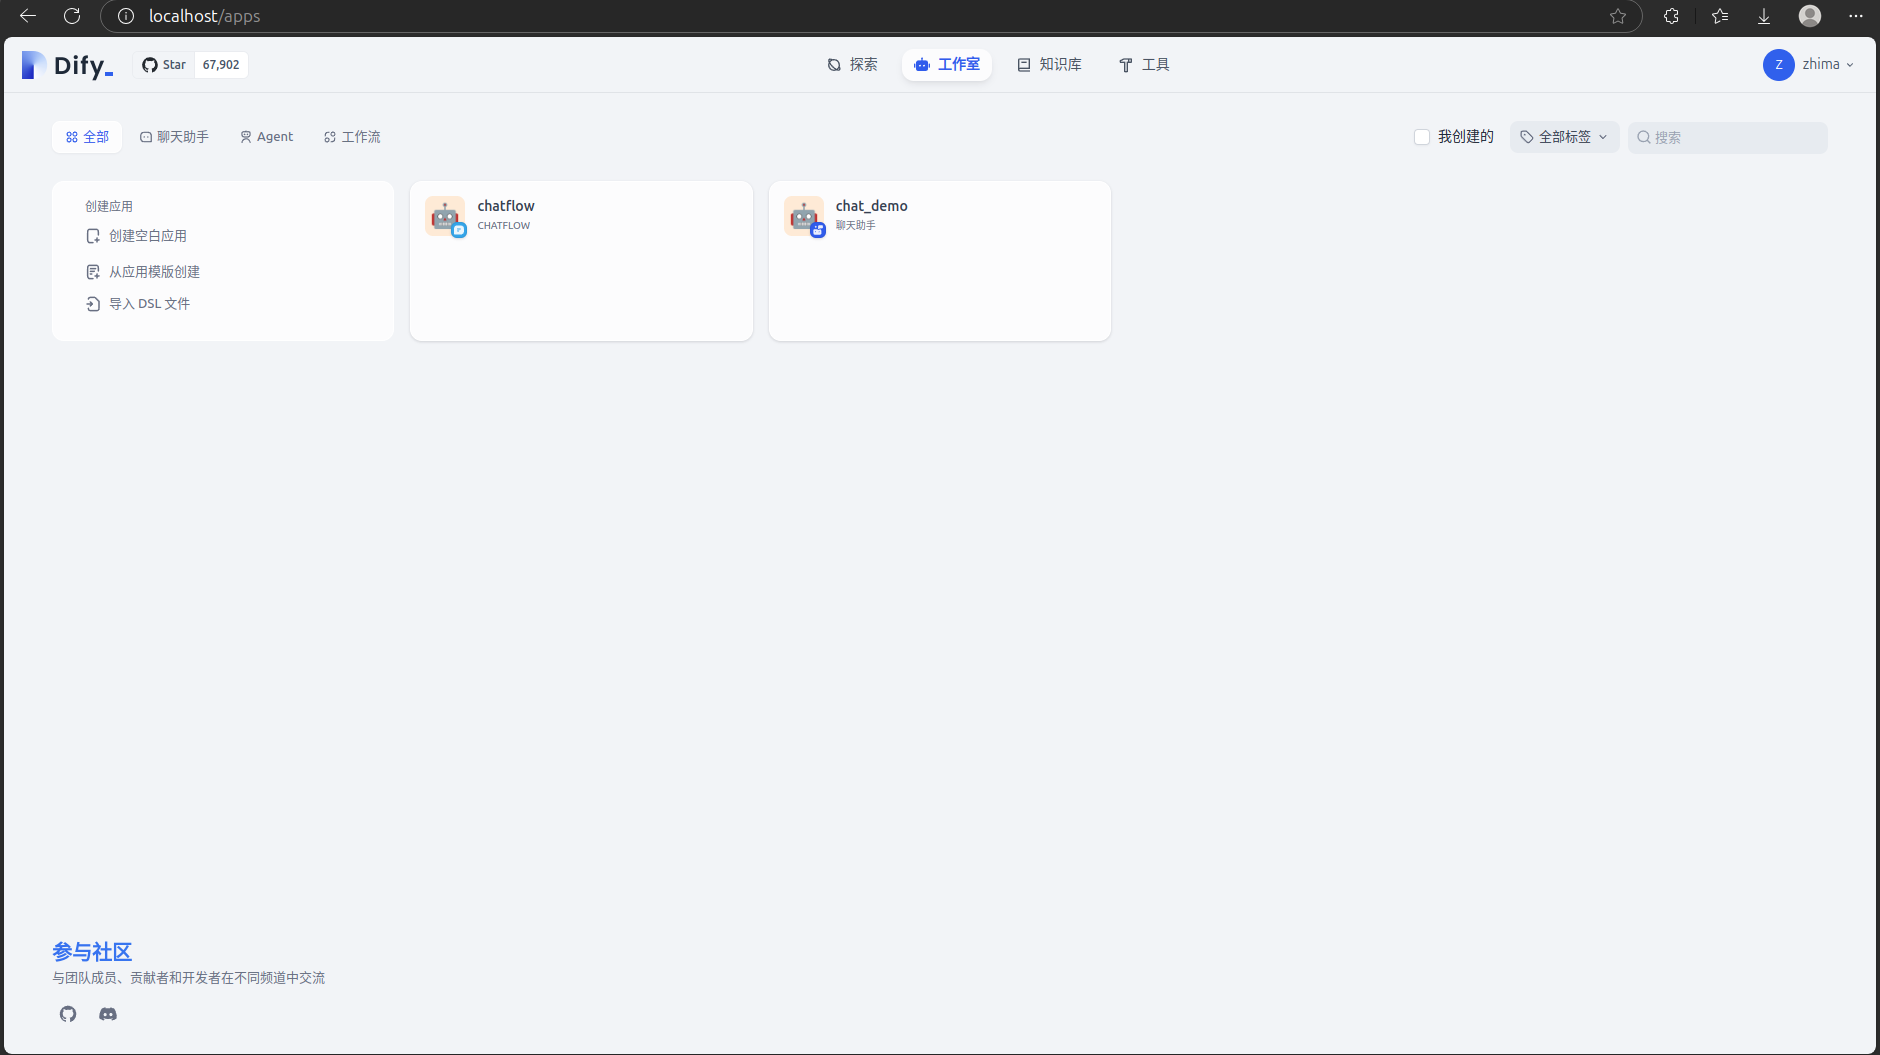 localhost/apps
Dify_
Star 67,902
探索
工作室
知识库
工具
Z zhima
全部
聊天助手
Agent
工作流
我创建的
全部标签
搜索
创建应用
创建空白应用
从应用模版创建
导入 DSL 文件
chatflow
CHATFLOW
chat_demo
聊天助手
参与社区
与团队成员、贡献者和开发者在不同频道中交流